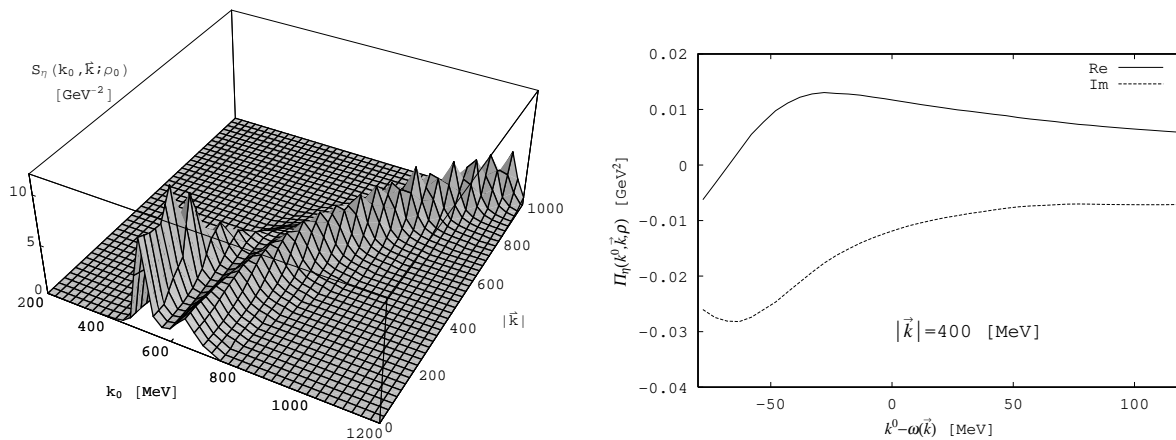 S_η(k_0,k⃗;ρ_0)
[GeV^-2]
10
5
0
200
400
600
800
1000
1200
k_0 [MeV]
0
200
400
600
800
1000
|k⃗|
0.02
0.01
0
-0.01
-0.02
-0.03
-0.04
Π_η(k^0,k⃗,ρ) [GeV^2]
Re
Im
|k⃗|=400 [MeV]
-50
0
50
100
k^0-ω(k⃗) [MeV]